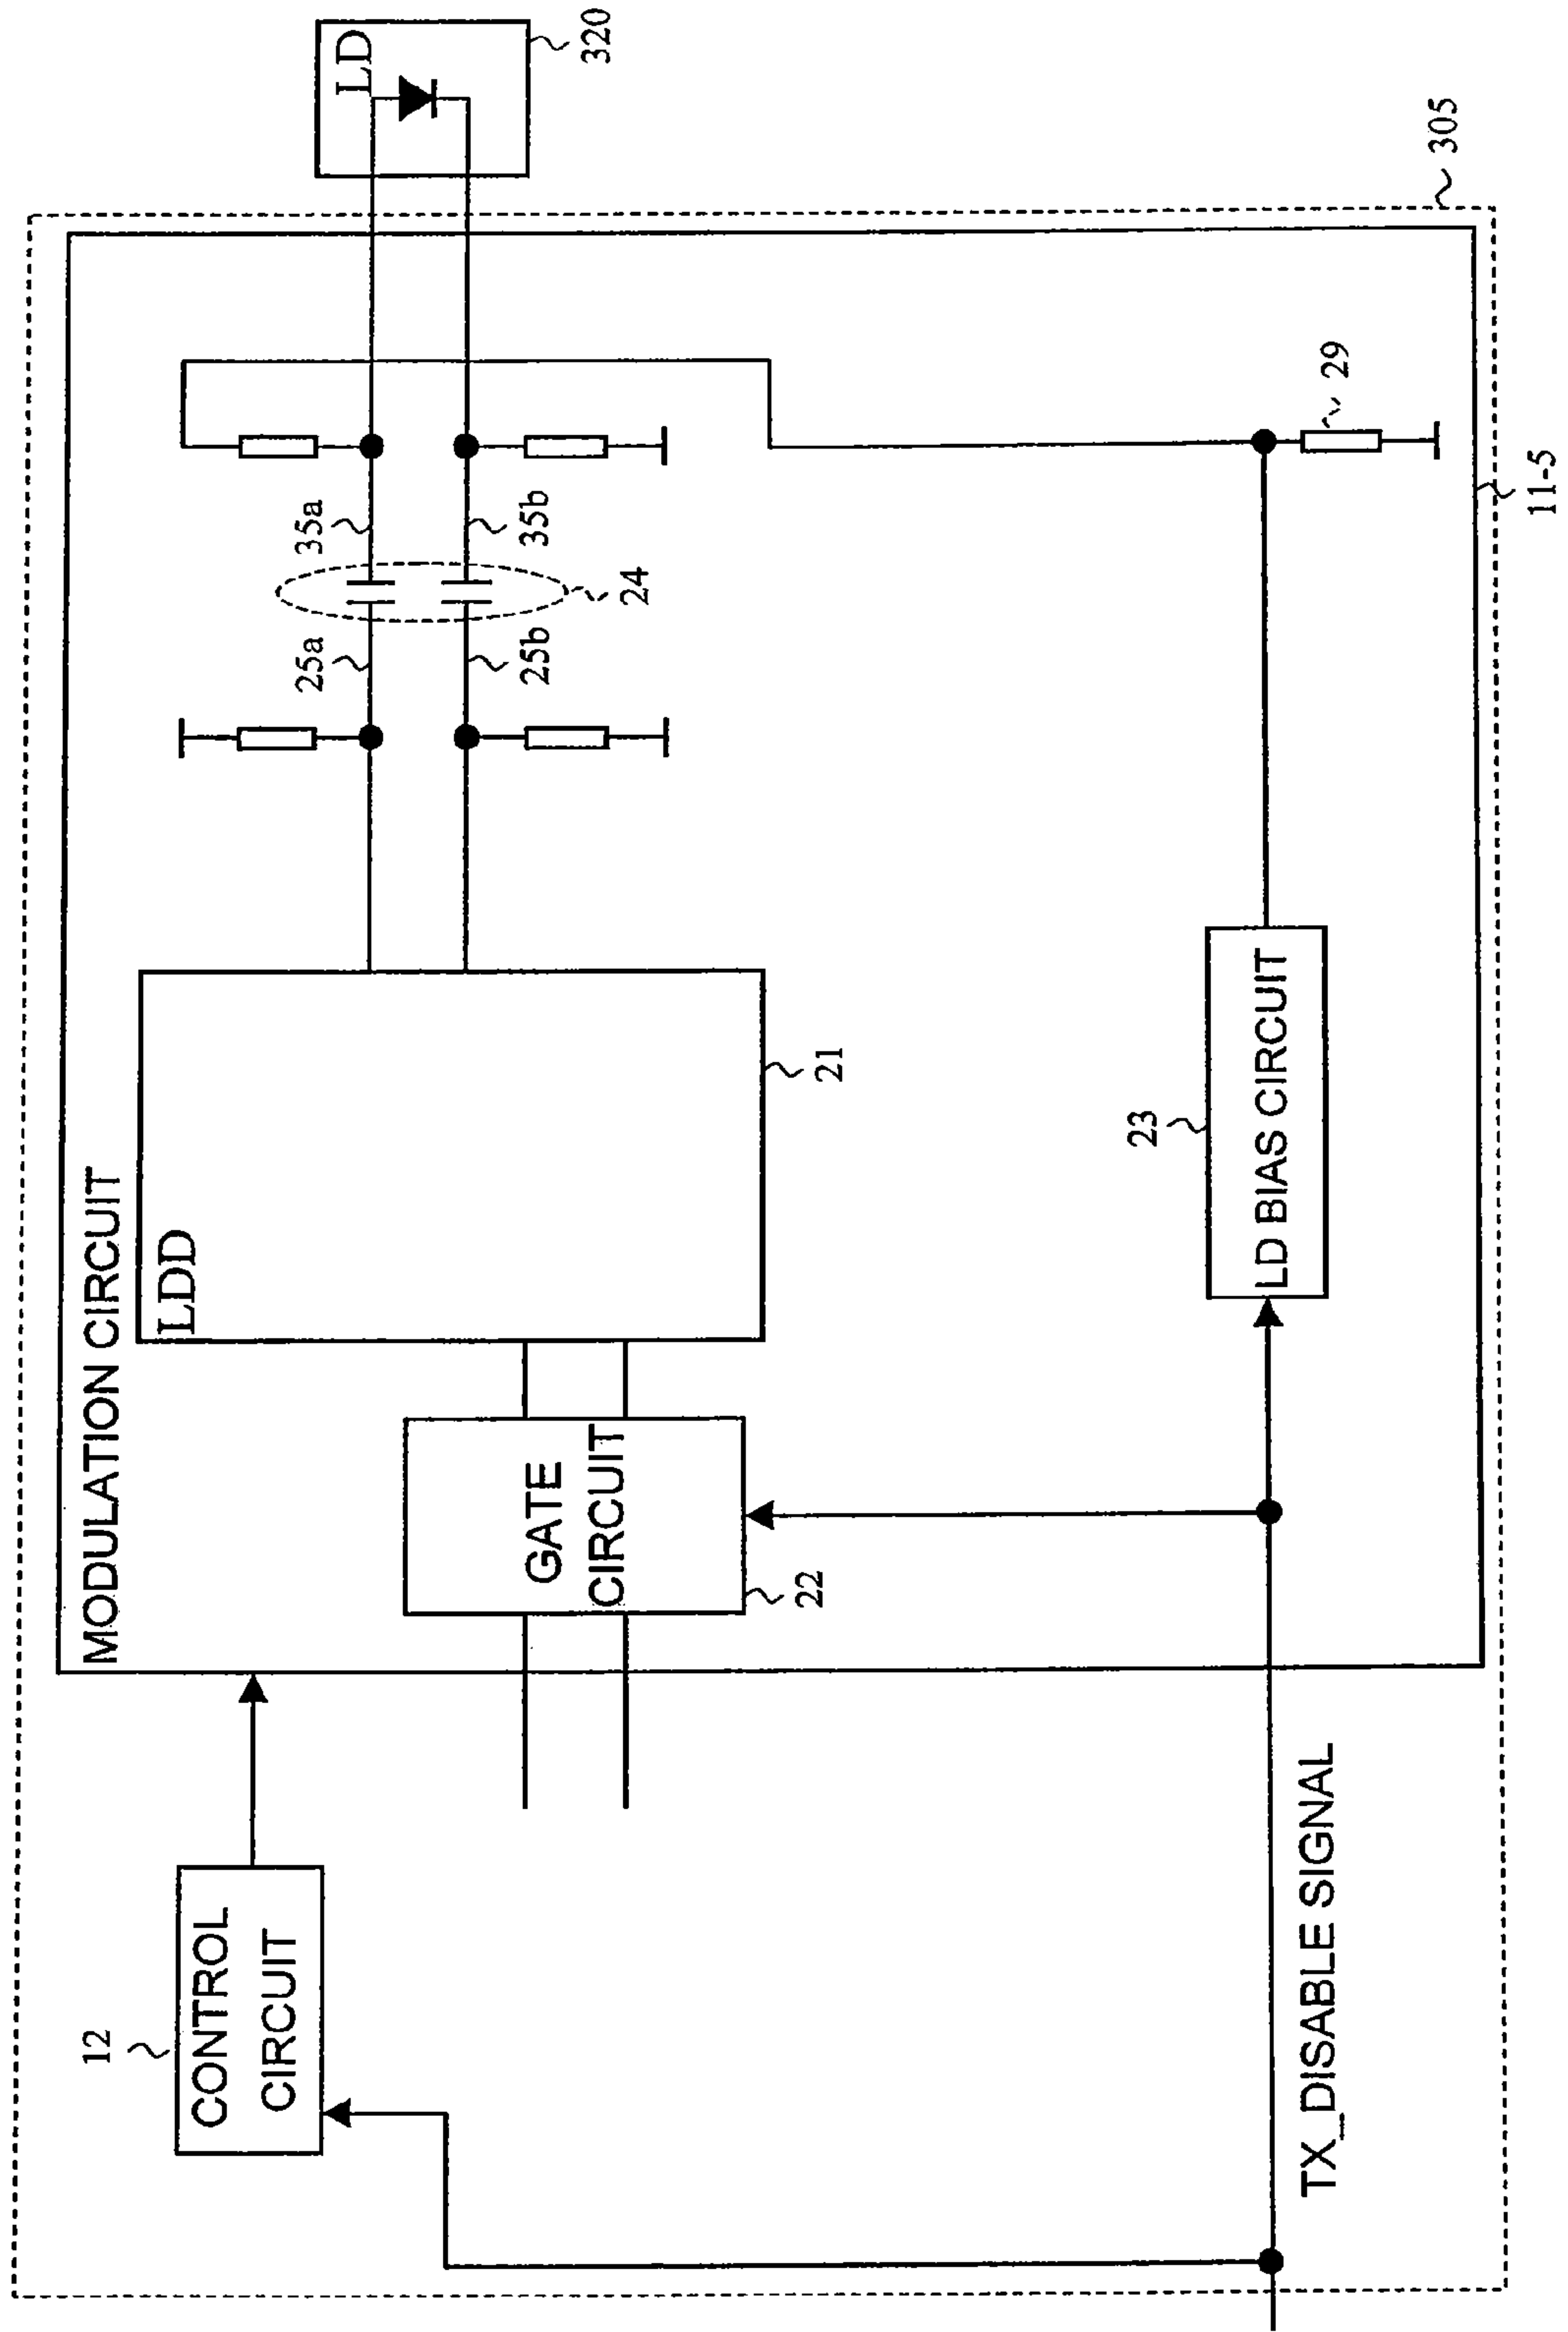 MODULATION CIRCUIT
LDD
21
GATE
CIRCUIT
22
CONTROL
CIRCUIT
12
25a
25b
35a
35b
24
LD
320
305
LD BIAS CIRCUIT
23
29
11-5
TX_DISABLE SIGNAL